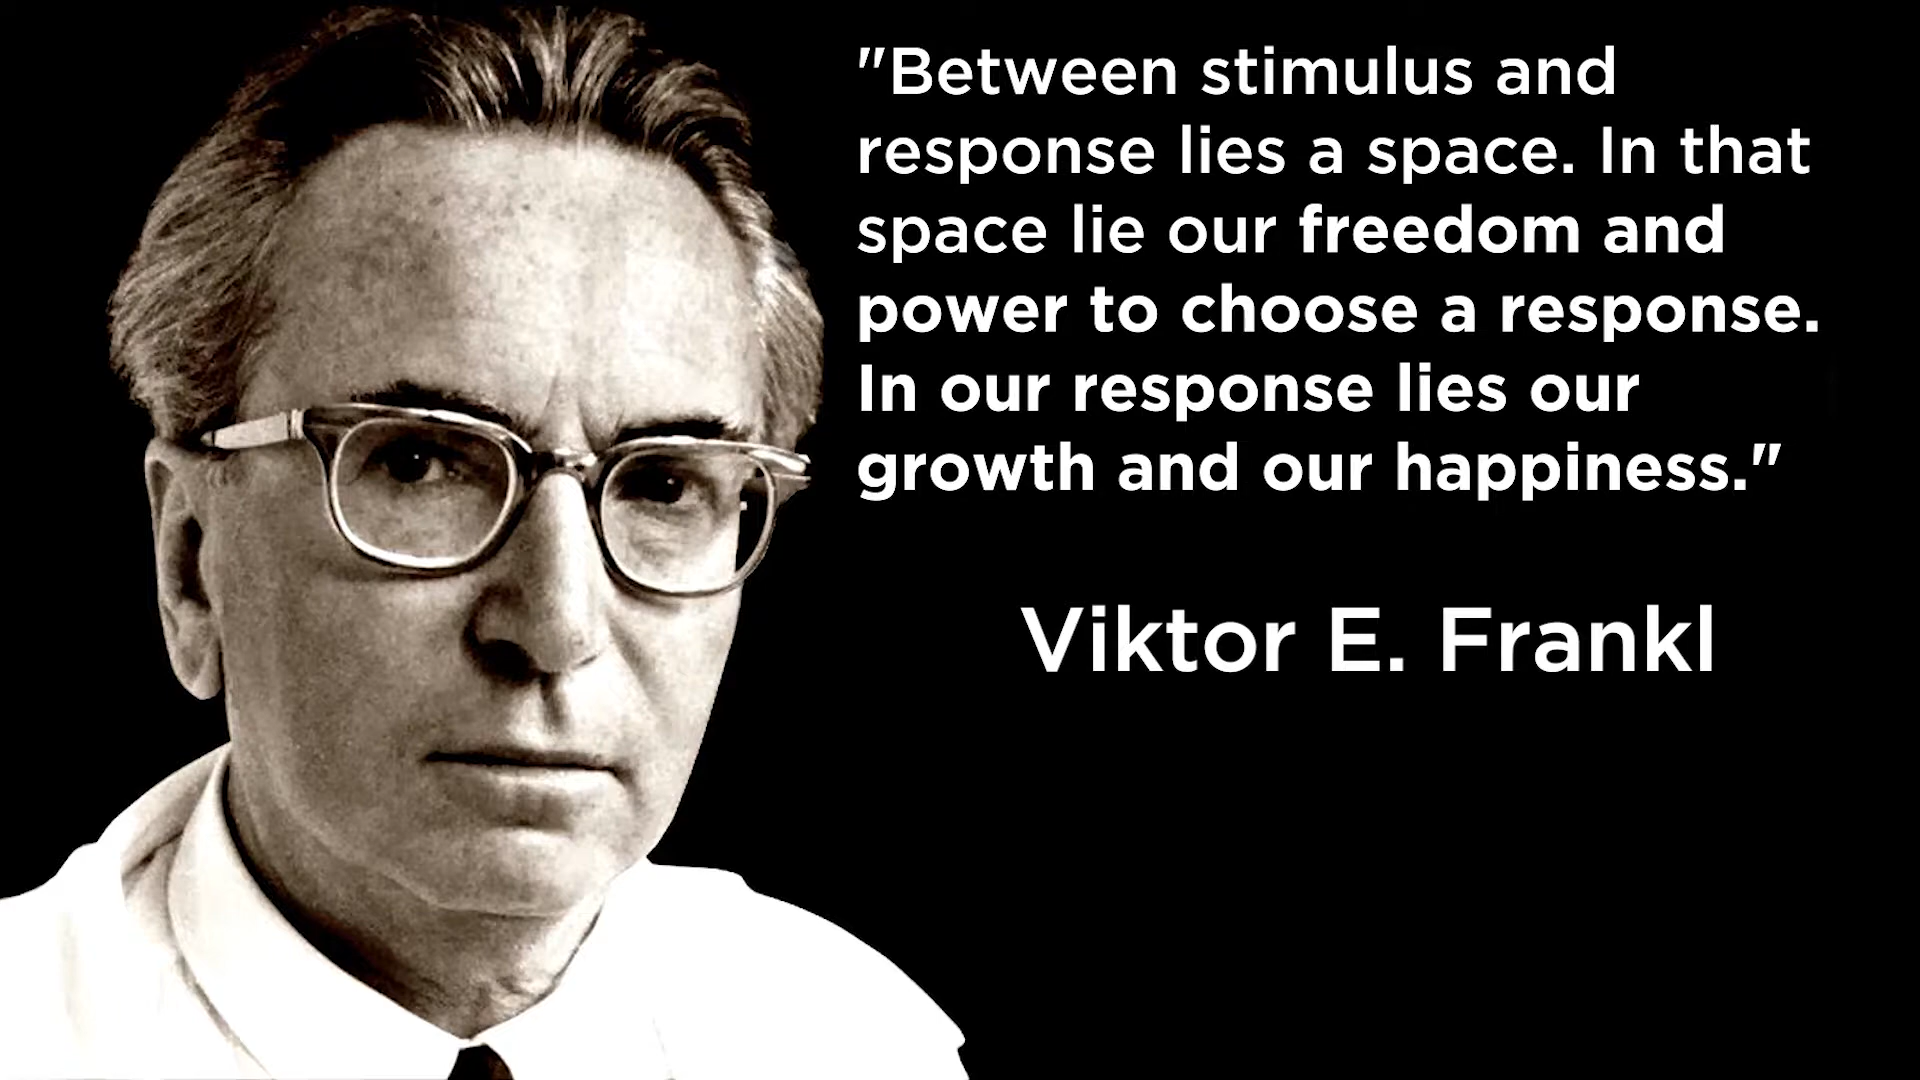 "Between stimulus and
response lies a space. In that
space lie our freedom and
power to choose a response.
In our response lies our
growth and our happiness."
Viktor E. Frankl